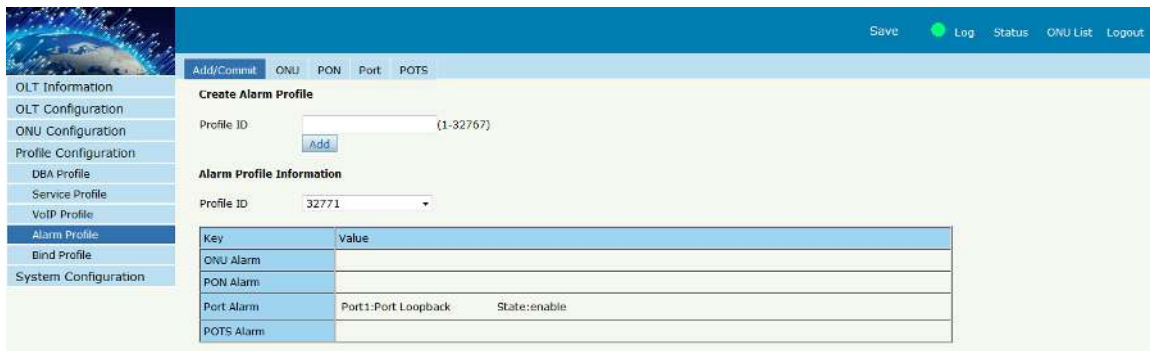 Save Log Status ONU List Logout
Add/Commit ONU PON Port POTS
OLT Information
OLT Configuration
ONU Configuration
Profile Configuration
DBA Profile
Service Profile
VoIP Profile
Alarm Profile
Bind Profile
System Configuration
Create Alarm Profile
Profile ID (1-32767)
Add
Alarm Profile Information
Profile ID 32771
Key Value
ONU Alarm
PON Alarm
Port Alarm Port1:Port Loopback State:enable
POTS Alarm